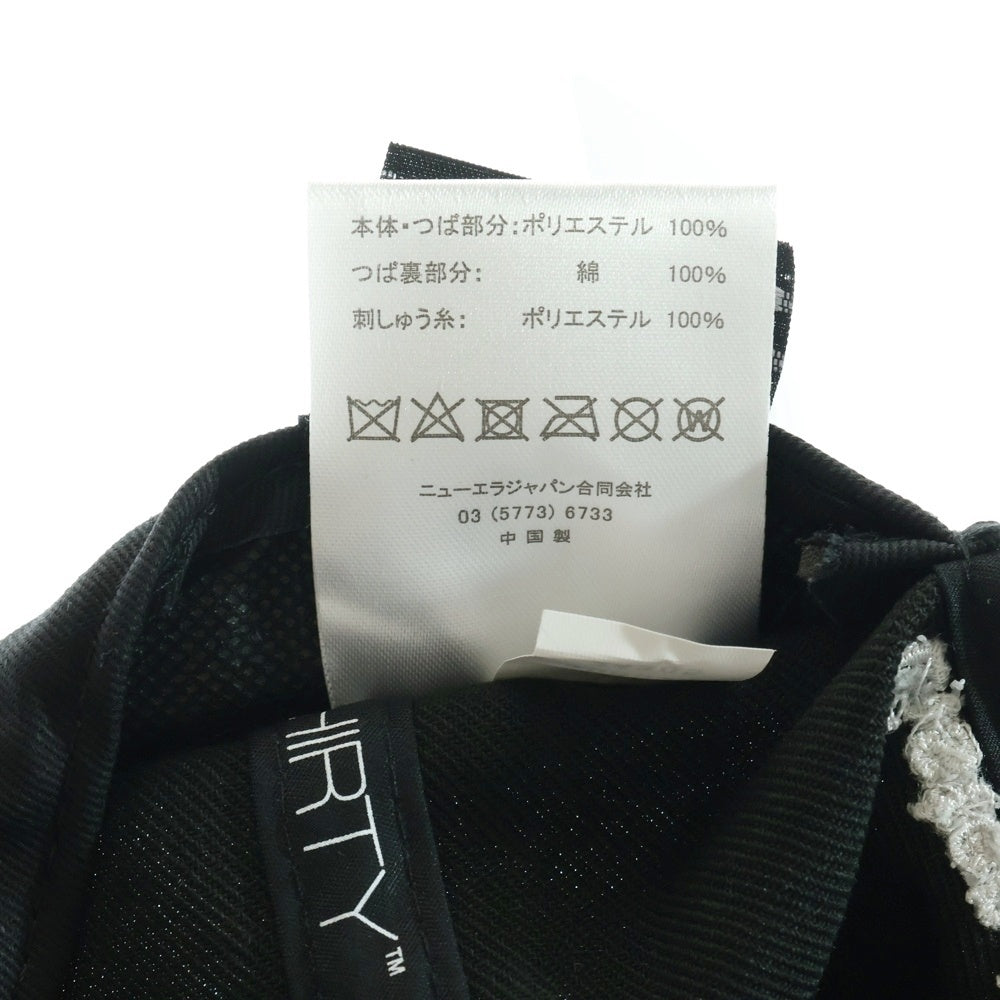 本体・つば部分:ポリエステル 100%
つば裏部分: 綿 100%
刺しゅう糸: ポリエステル 100%
ニューエラジャパン合同会社
03 (5773) 6733
中国製
HIRTY™